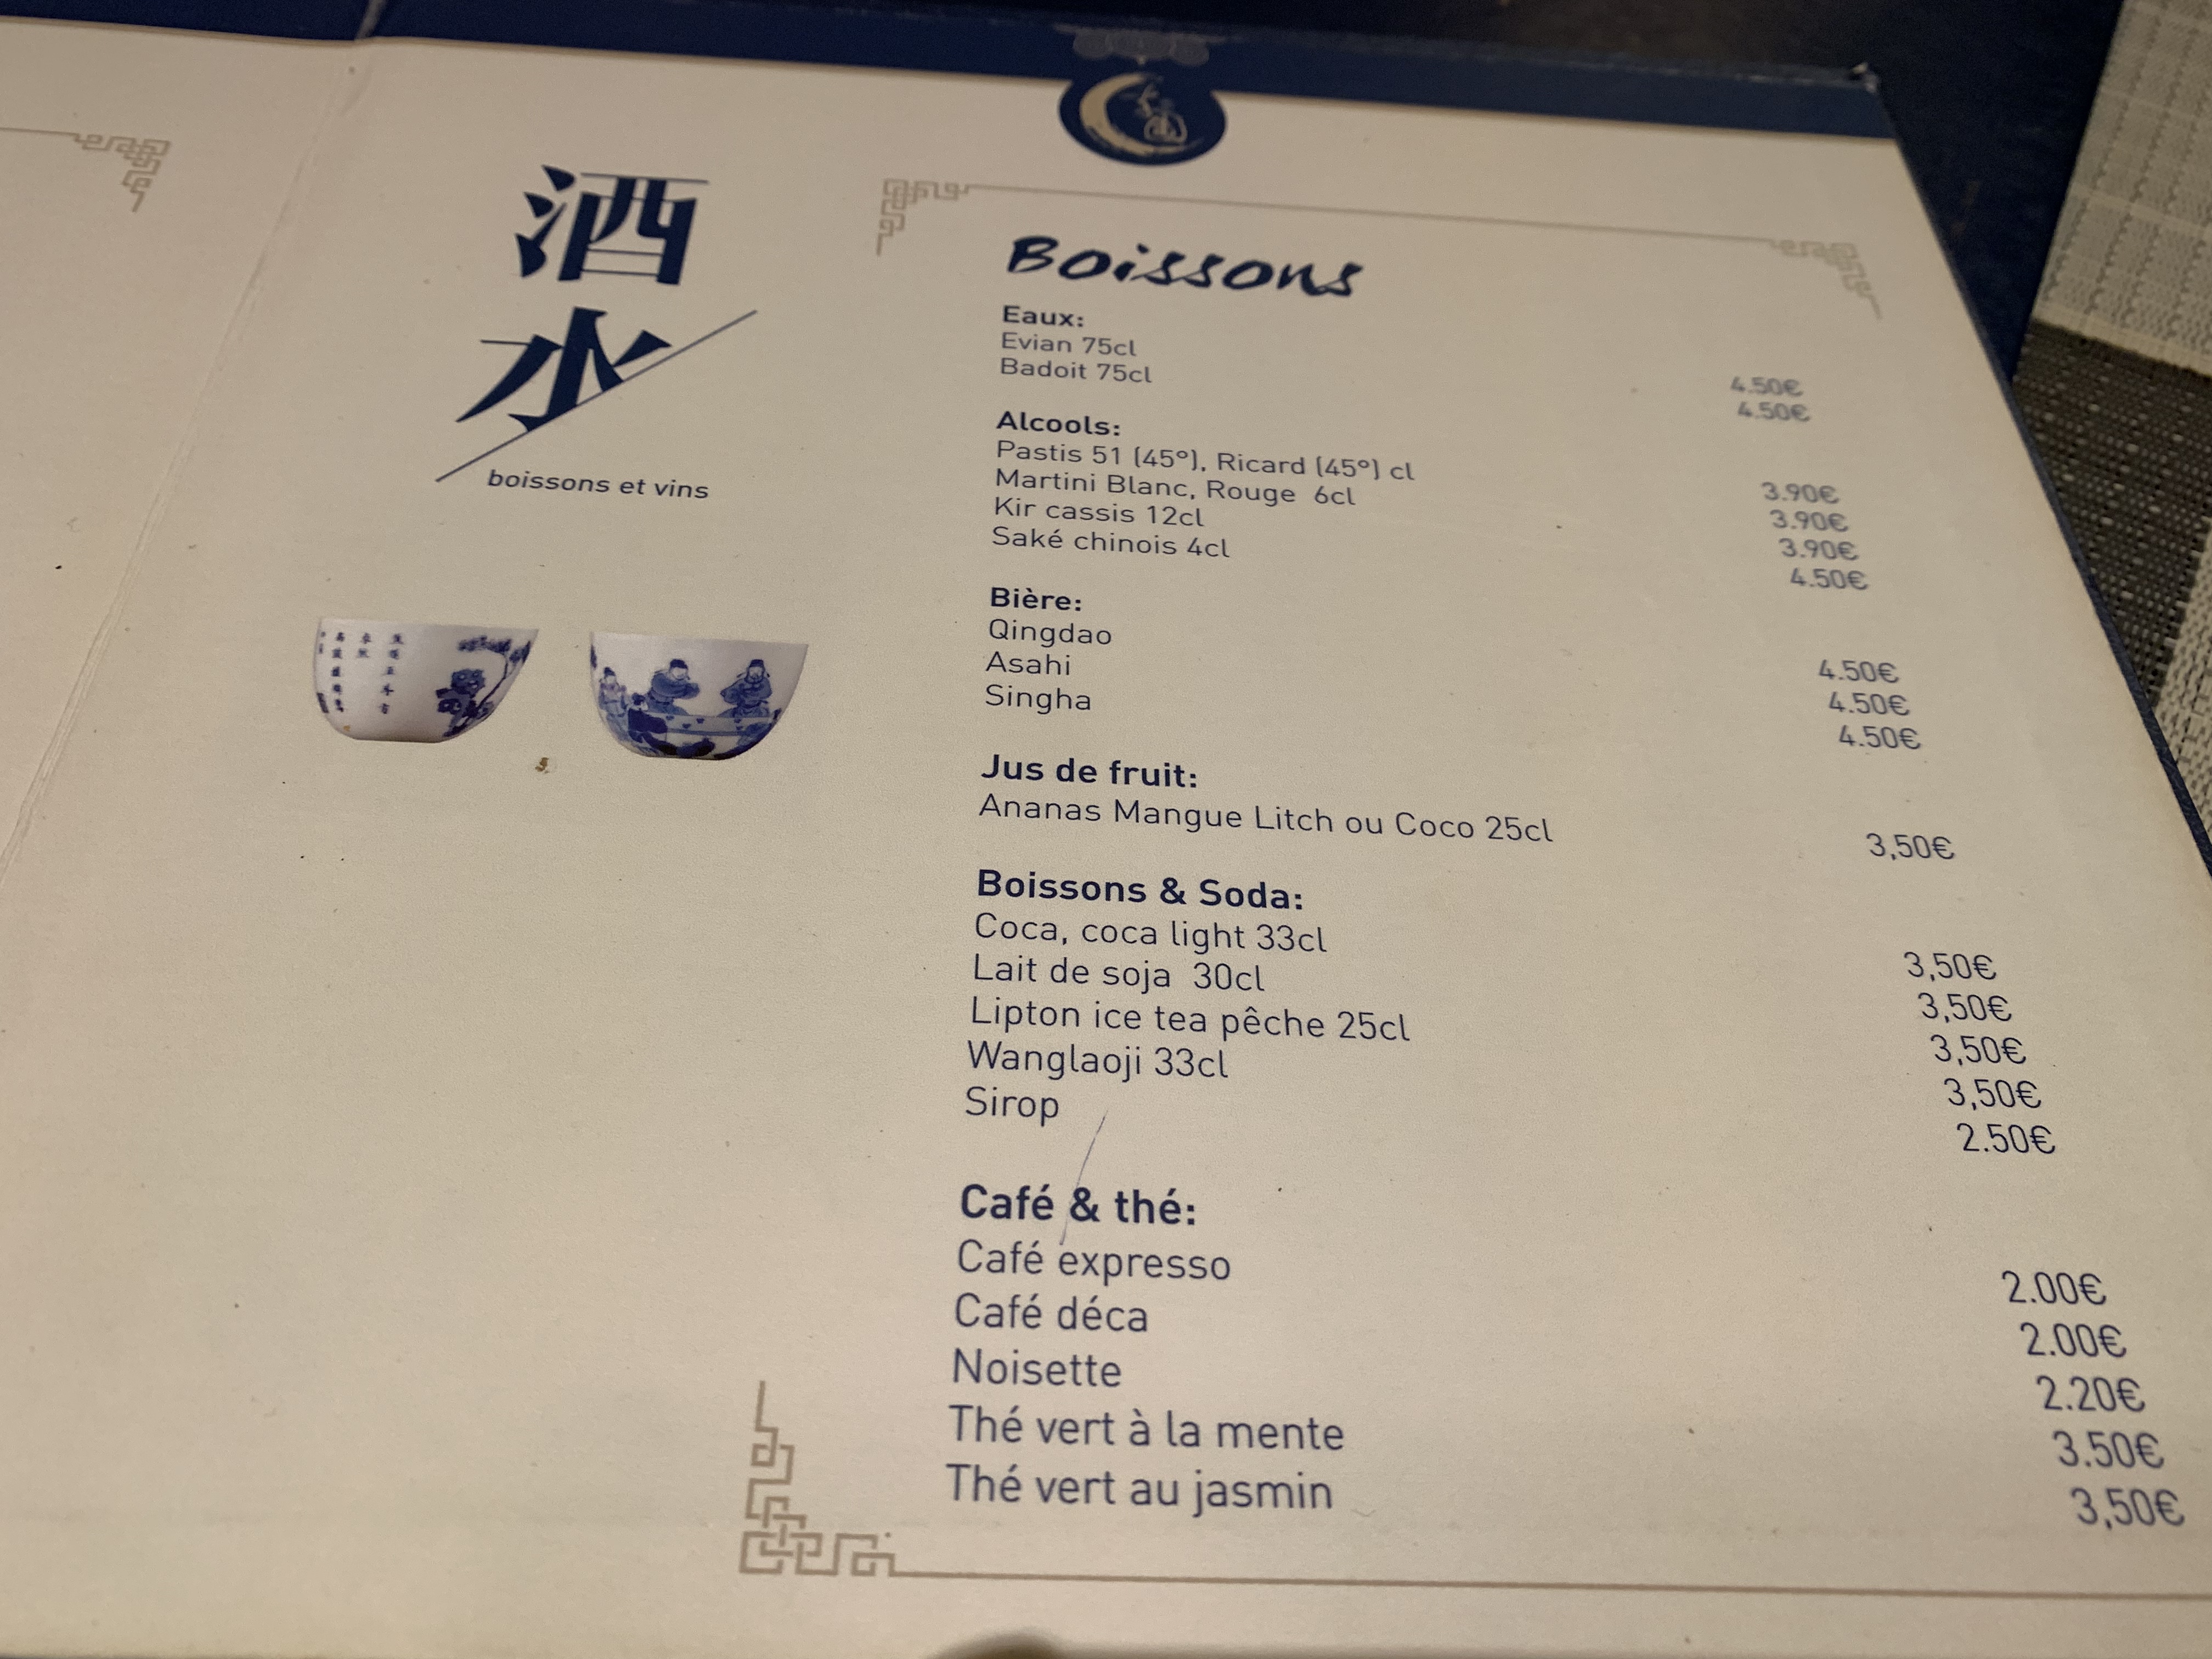 酒
水
boissons et vins
Boissons
Eaux:
Evian 75cl 4.50€
Badoit 75cl 4.50€
Alcools:
Pastis 51 (45°), Ricard (45°) cl 3.90€
Martini Blanc, Rouge 6cl 3.90€
Kir cassis 12cl 3.90€
Saké chinois 4cl 4.50€
Bière:
Qingdao 4.50€
Asahi 4.50€
Singha 4.50€
Jus de fruit:
Ananas Mangue Litch ou Coco 25cl 3,50€
Boissons & Soda:
Coca, coca light 33cl 3,50€
Lait de soja 30cl 3,50€
Lipton ice tea pêche 25cl 3,50€
Wanglaoji 33cl 3,50€
Sirop 2.50€
Café & thé:
Café expresso 2.00€
Café déca 2.00€
Noisette 2.20€
Thé vert à la mente 3.50€
Thé vert au jasmin 3,50€